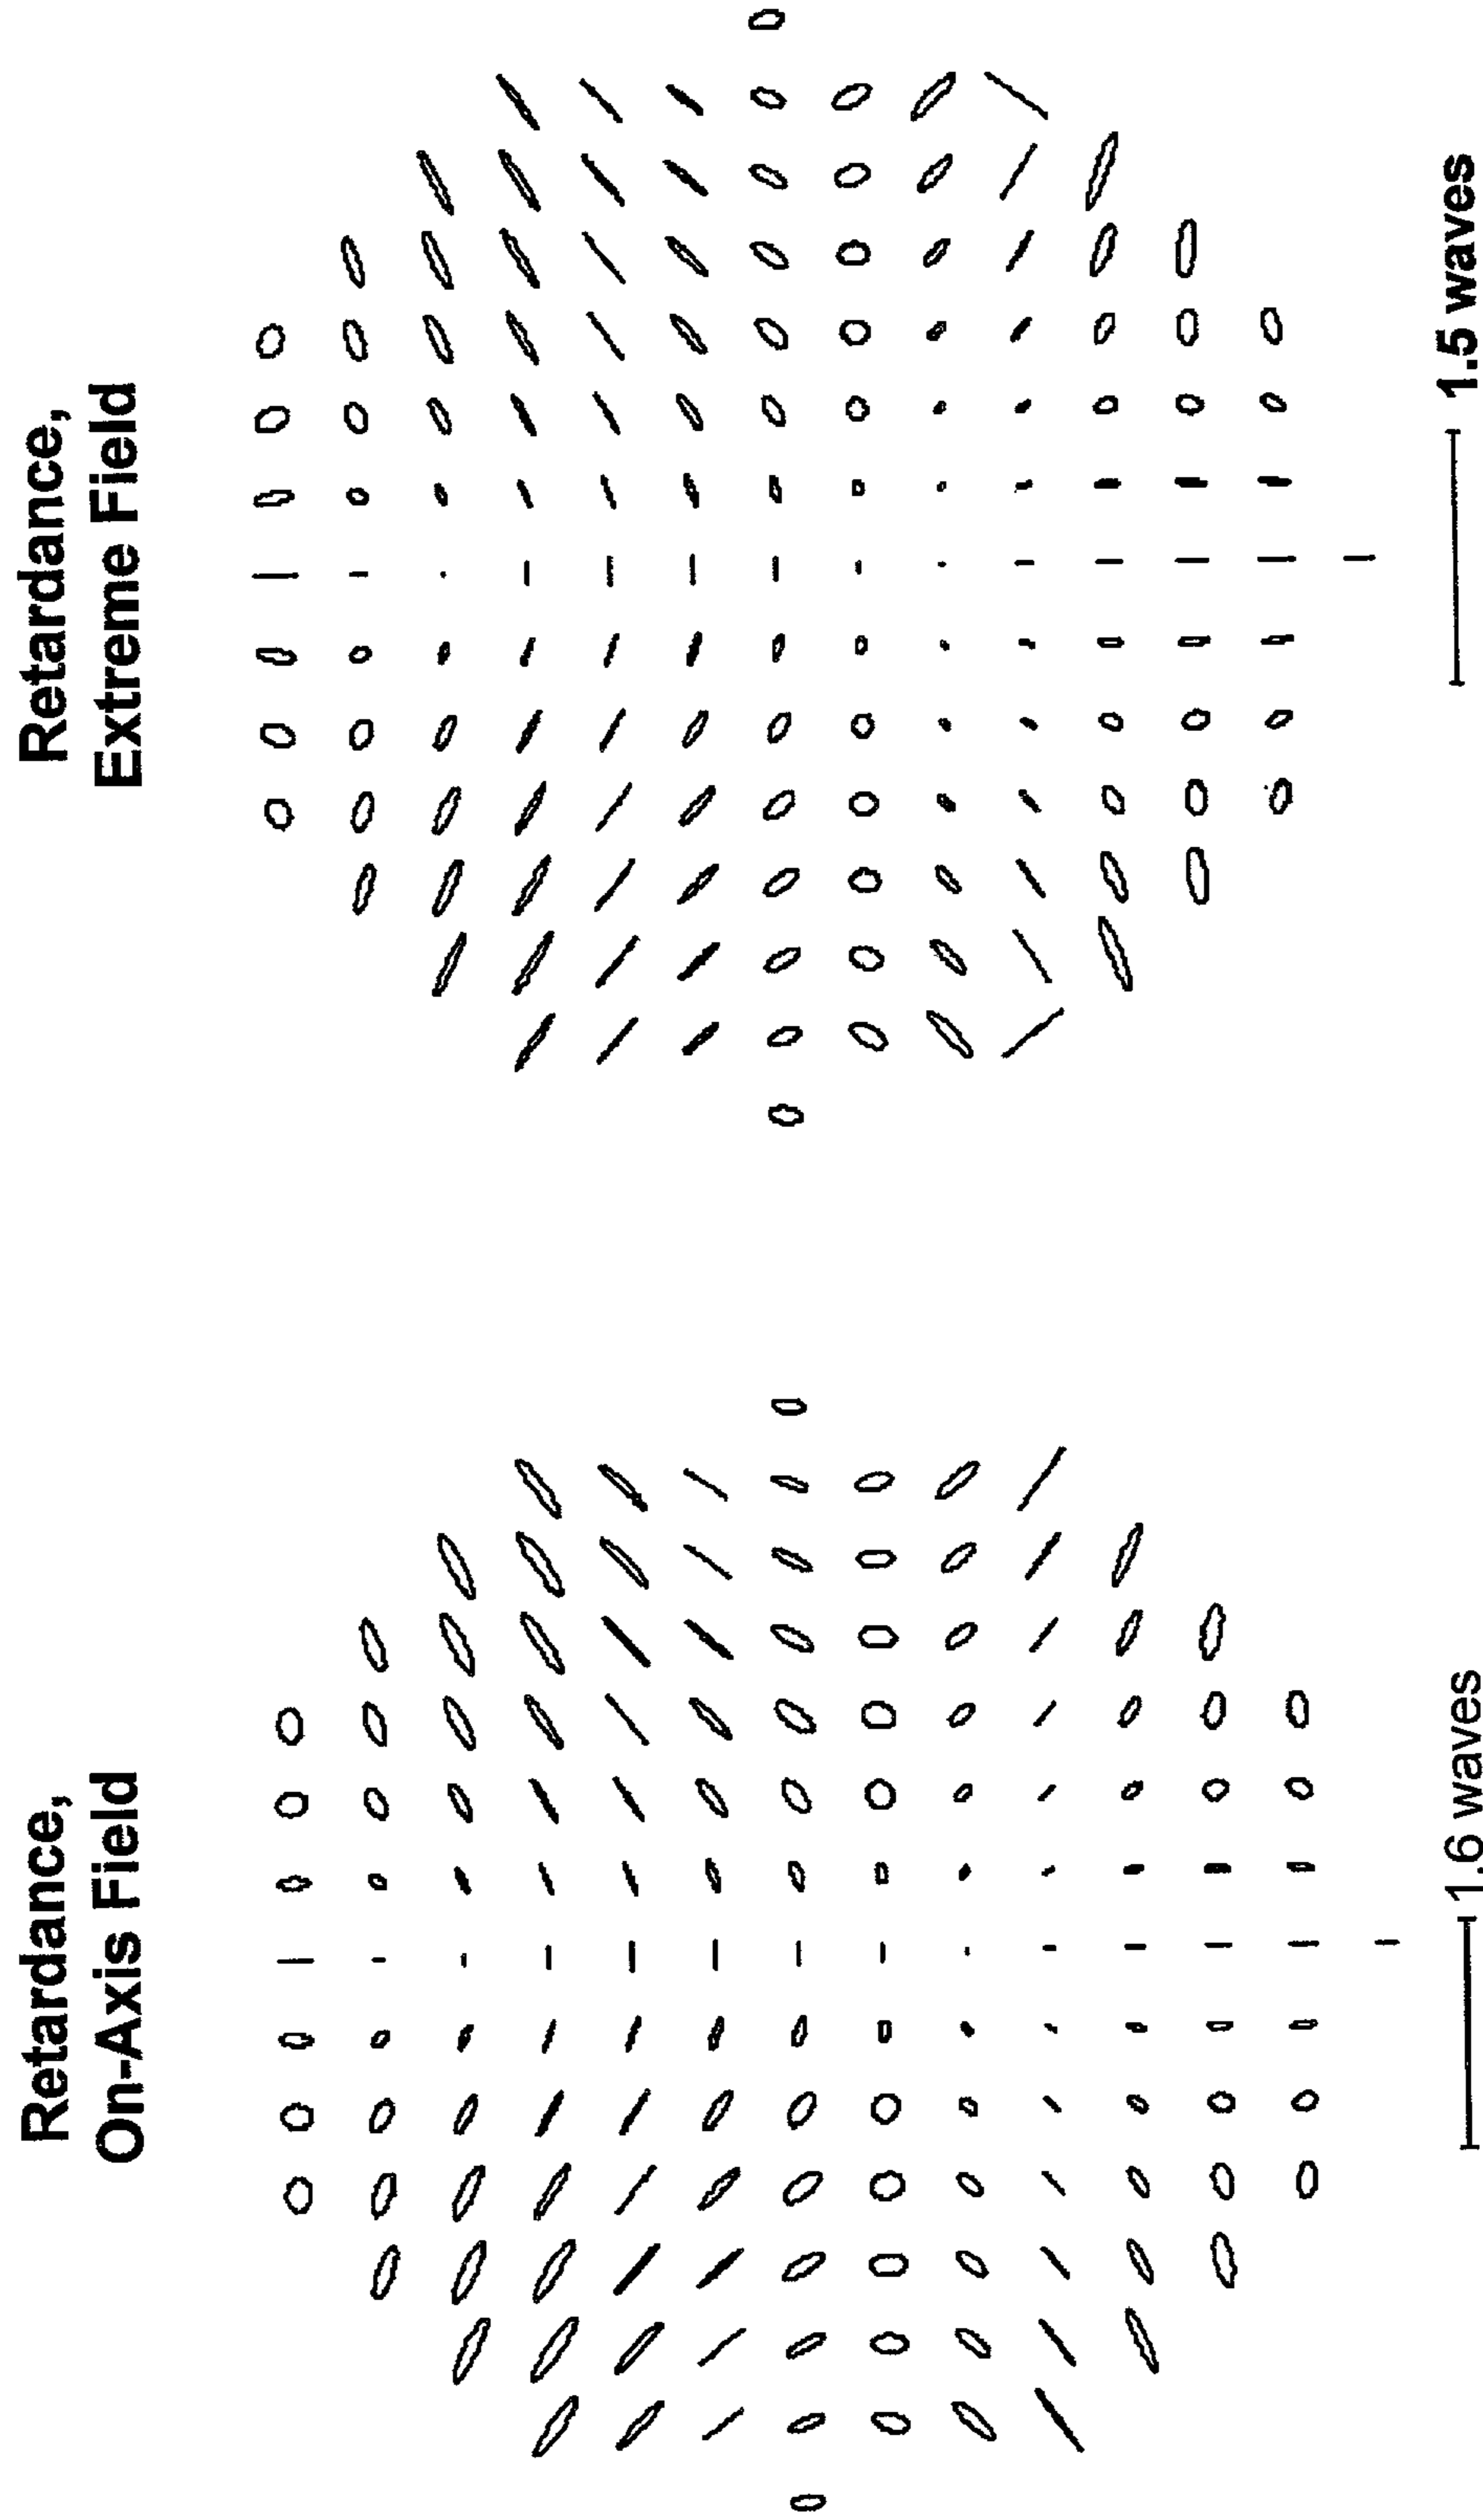 Retardance,
On-Axis Field
1.6 waves
Retardance,
Extreme Field
1.5 waves